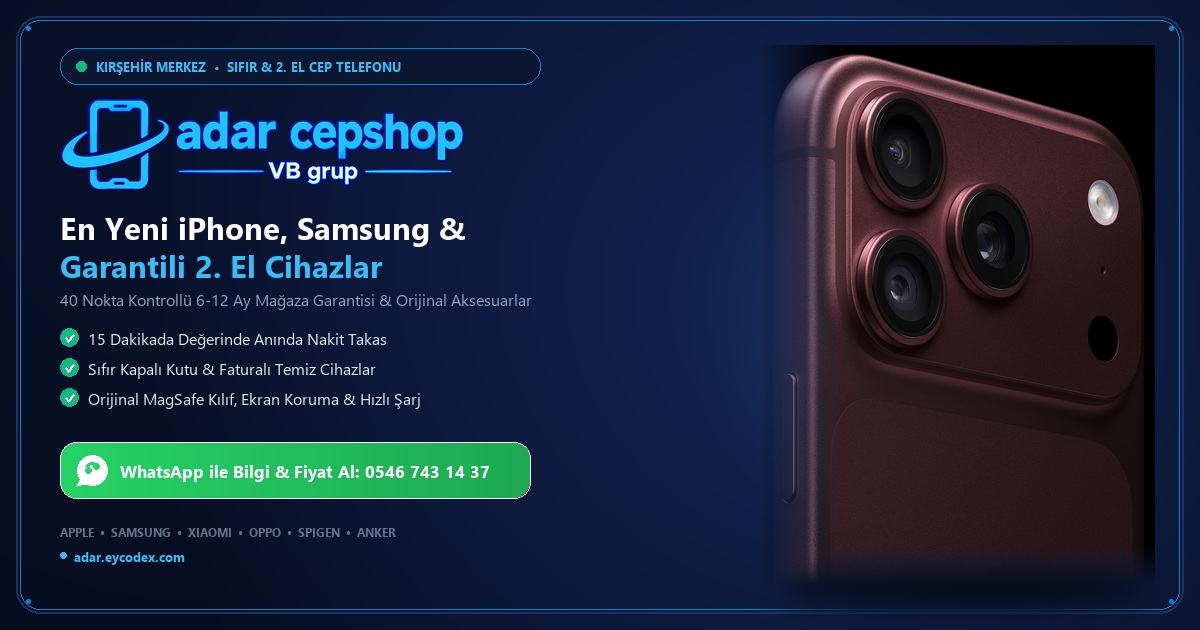 KIRŞEHİR MERKEZ • SIFIR & 2. EL CEP TELEFONU
adar cepshop
VB grup
En Yeni iPhone, Samsung &
Garantili 2. El Cihazlar
40 Nokta Kontrollü 6-12 Ay Mağaza Garantisi & Orijinal Aksesuarlar
15 Dakikada Değerinde Anında Nakit Takas
Sıfır Kapalı Kutu & Faturalı Temiz Cihazlar
Orijinal MagSafe Kılıf, Ekran Koruma & Hızlı Şarj
WhatsApp ile Bilgi & Fiyat Al: 0546 743 14 37
APPLE • SAMSUNG • XIAOMI • OPPO • SPIGEN • ANKER
adar.eycodex.com